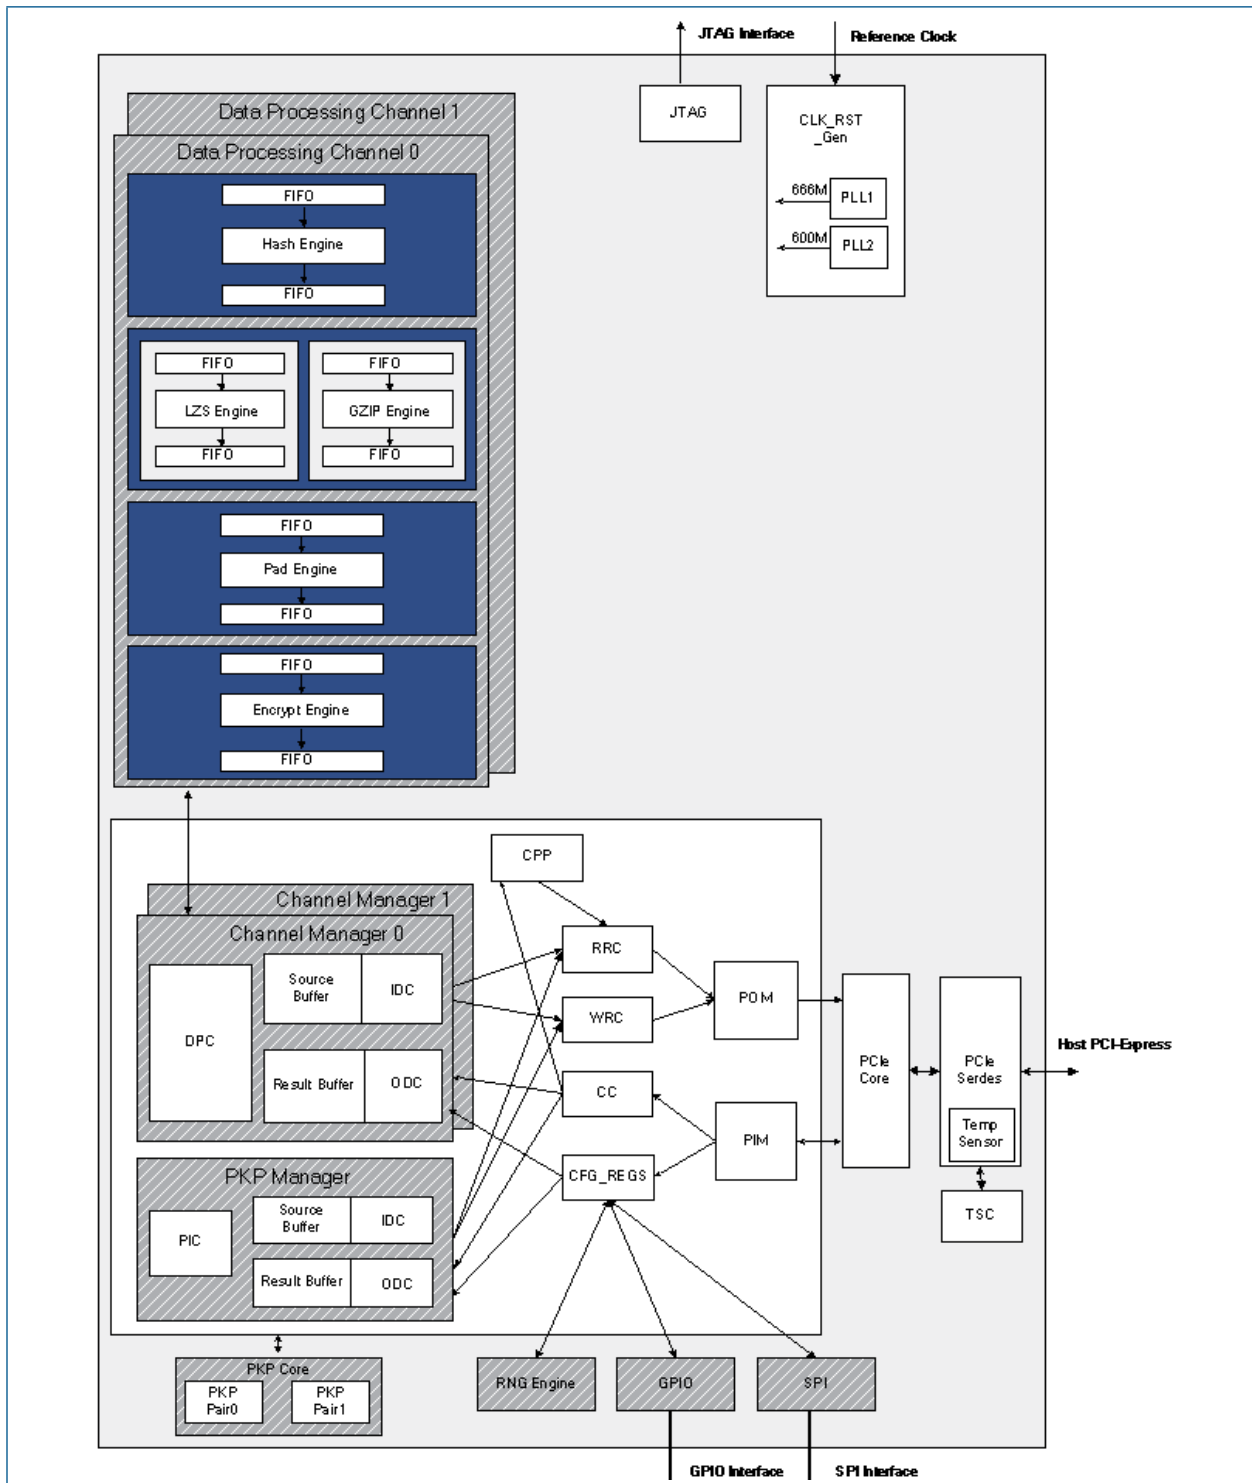 JTAG Interface
Reference Clock
JTAG
CLK_RST
_Gen
666M
PLL1
600M
PLL2
Data Processing Channel 1
Data Processing Channel 0
FIFO
Hash Engine
FIFO
FIFO
LZS Engine
FIFO
FIFO
GZIP Engine
FIFO
FIFO
Pad Engine
FIFO
FIFO
Encrypt Engine
FIFO
CPP
Channel Manager 1
Channel Manager 0
DPC
Source
Buffer
IDC
Result Buffer
ODC
RRC
WRC
CC
CFG_REGS
POM
PIM
PCIe
Core
PCIe
Serdes
Temp
Sensor
TSC
Host PCI-Express
PKP Manager
PIC
Source
Buffer
IDC
Result Buffer
ODC
PKP Core
PKP
Pair0
PKP
Pair1
RNG Engine
GPIO
SPI
GPIO Interface
SPI Interface